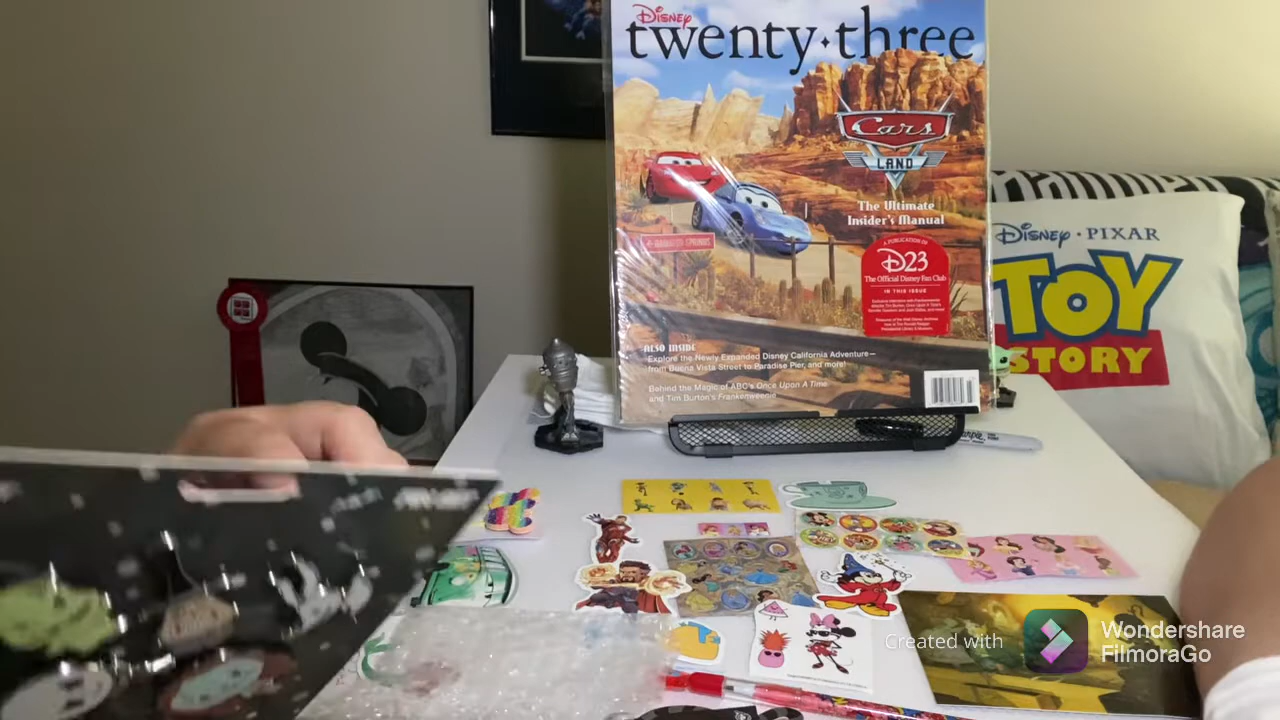 Disney
twenty·three
Cars
LAND
The Ultimate
Insider's Manual
A PUBLICATION OF
D23
The Official Disney Fan Club
IN THIS ISSUE
ALSO INSIDE
Explore the Newly Expanded Disney California Adventure—
from Buena Vista Street to Paradise Pier, and more!
Behind the Magic of ABC's Once Upon A Time
and Tim Burton's Frankenweenie
Disney · PIXAR
TOY
STORY
Created with
Wondershare
FilmoraGo